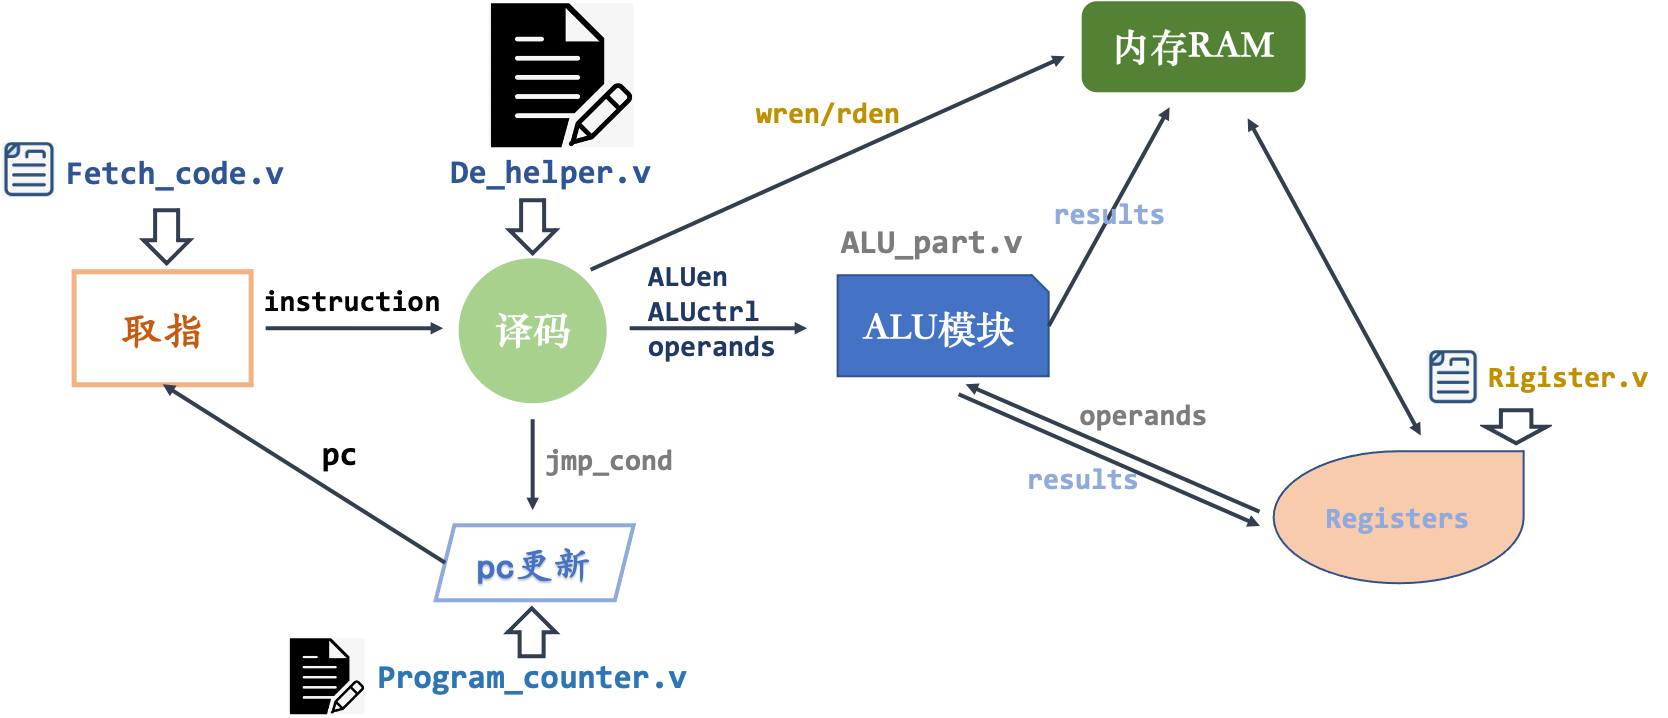 内存RAM
wren/rden
De_helper.v
Fetch_code.v
results
ALU_part.v
ALUen
instruction
ALUctrl
取指
译码
ALU模块
operands
Rigister.v
operands
pc
jmp_cond
results
Registers
pc更新
Program_counter.v